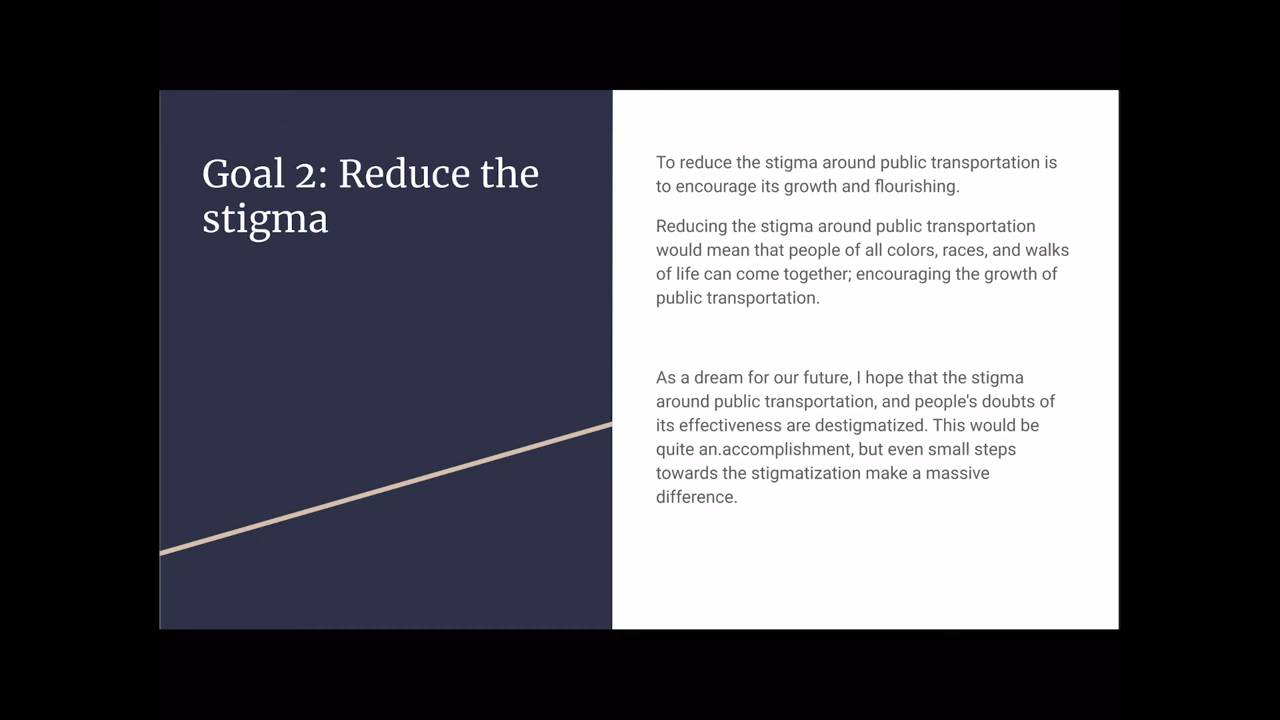 Goal 2: Reduce the
stigma
To reduce the stigma around public transportation is
to encourage its growth and flourishing.
Reducing the stigma around public transportation
would mean that people of all colors, races, and walks
of life can come together; encouraging the growth of
public transportation.
As a dream for our future, I hope that the stigma
around public transportation, and people's doubts of
its effectiveness are destigmatized. This would be
quite an.accomplishment, but even small steps
towards the stigmatization make a massive
difference.